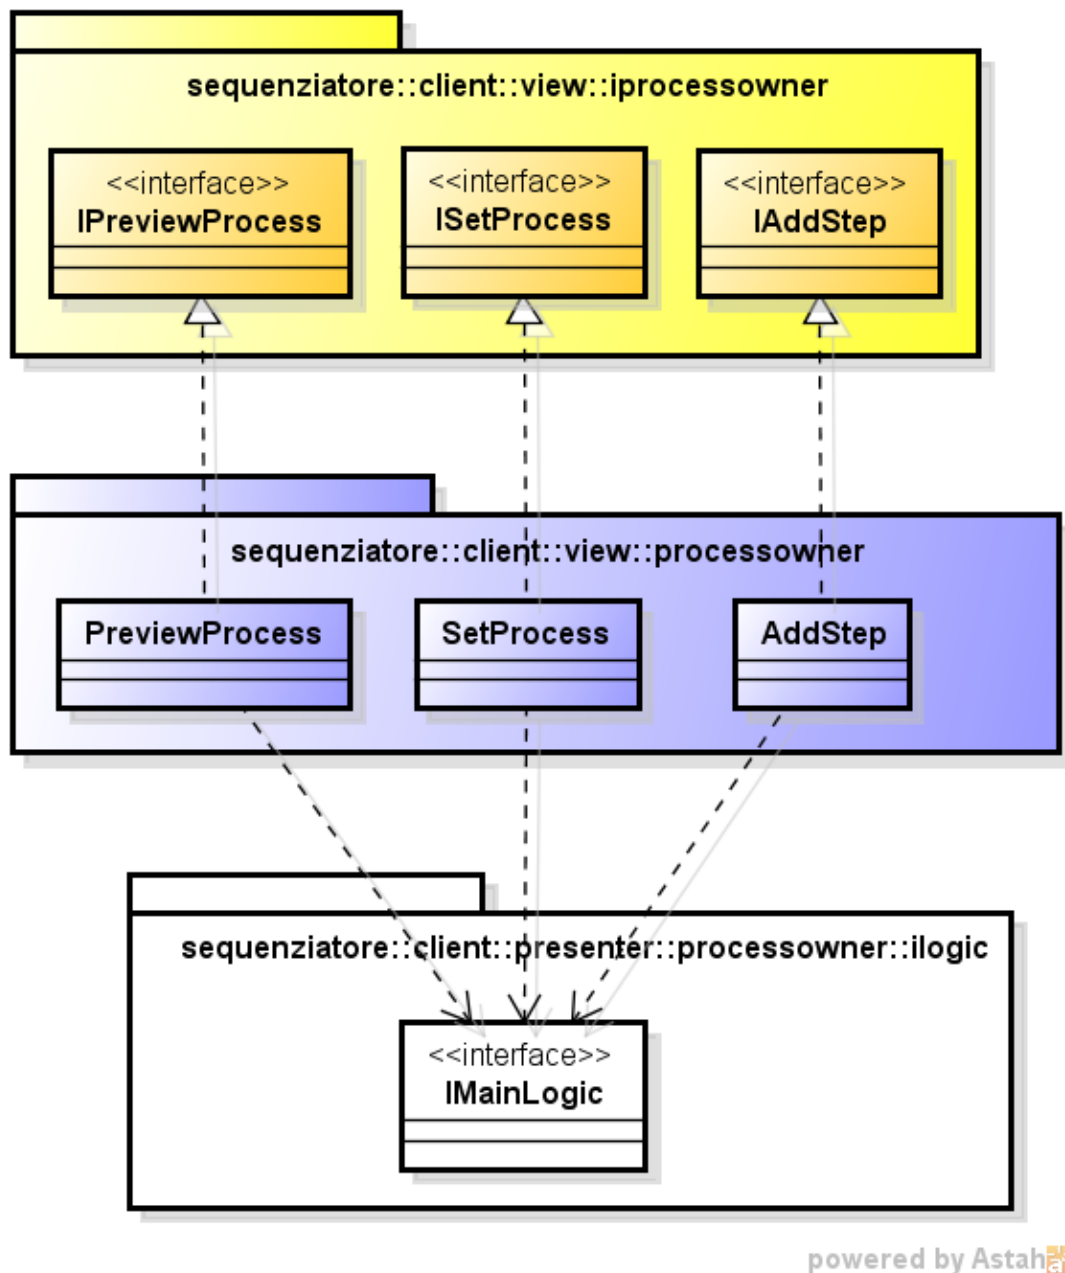 sequenziatore::client::view::iprocessowner
<<interface>> <<interface>> <<interface>>
IPreviewProcess ISetProcess IAddStep
sequenziatore::client::view::processowner
PreviewProcess SetProcess AddStep
sequenziatore::client::presenter::processowner::ilogic
<<interface>>
IMainLogic
powered by Astah